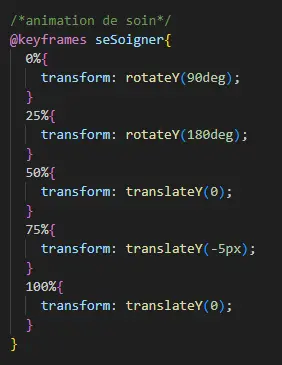 /*animation de soin*/
@keyframes seSoigner{
0%{
transform: rotateY(90deg);
}
25%{
transform: rotateY(180deg);
}
50%{
transform: translateY(0);
}
75%{
transform: translateY(-5px);
}
100%{
transform: translateY(0);
}
}